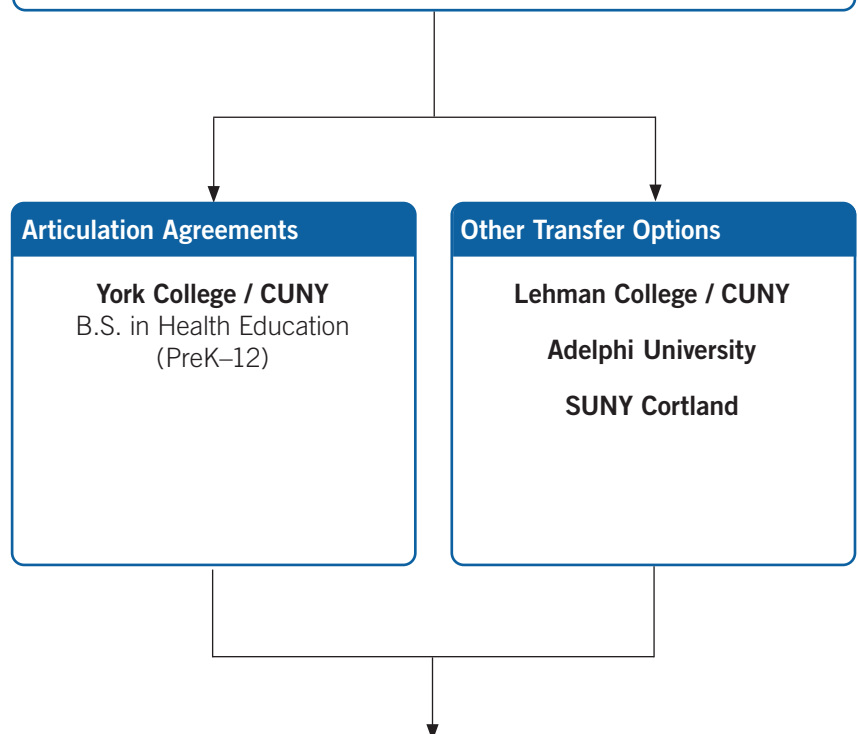 Articulation Agreements
York College / CUNY
B.S. in Health Education
(PreK–12)
Other Transfer Options
Lehman College / CUNY
Adelphi University
SUNY Cortland